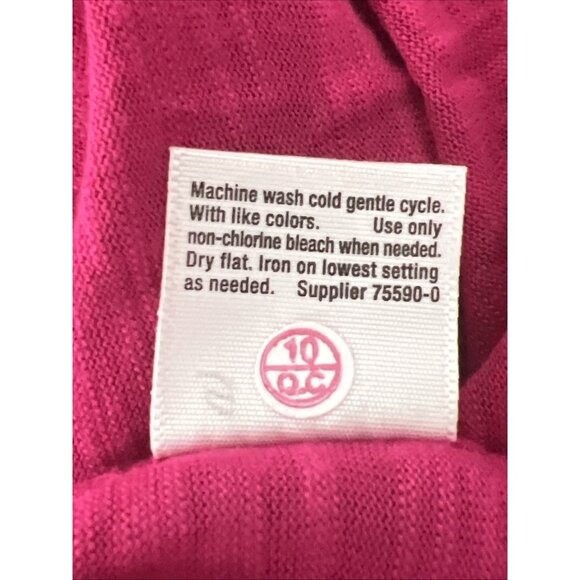 Machine wash cold gentle cycle.
With like colors. Use only
non-chlorine bleach when needed.
Dry flat. Iron on lowest setting
as needed. Supplier 75590-0
10
Q.C.